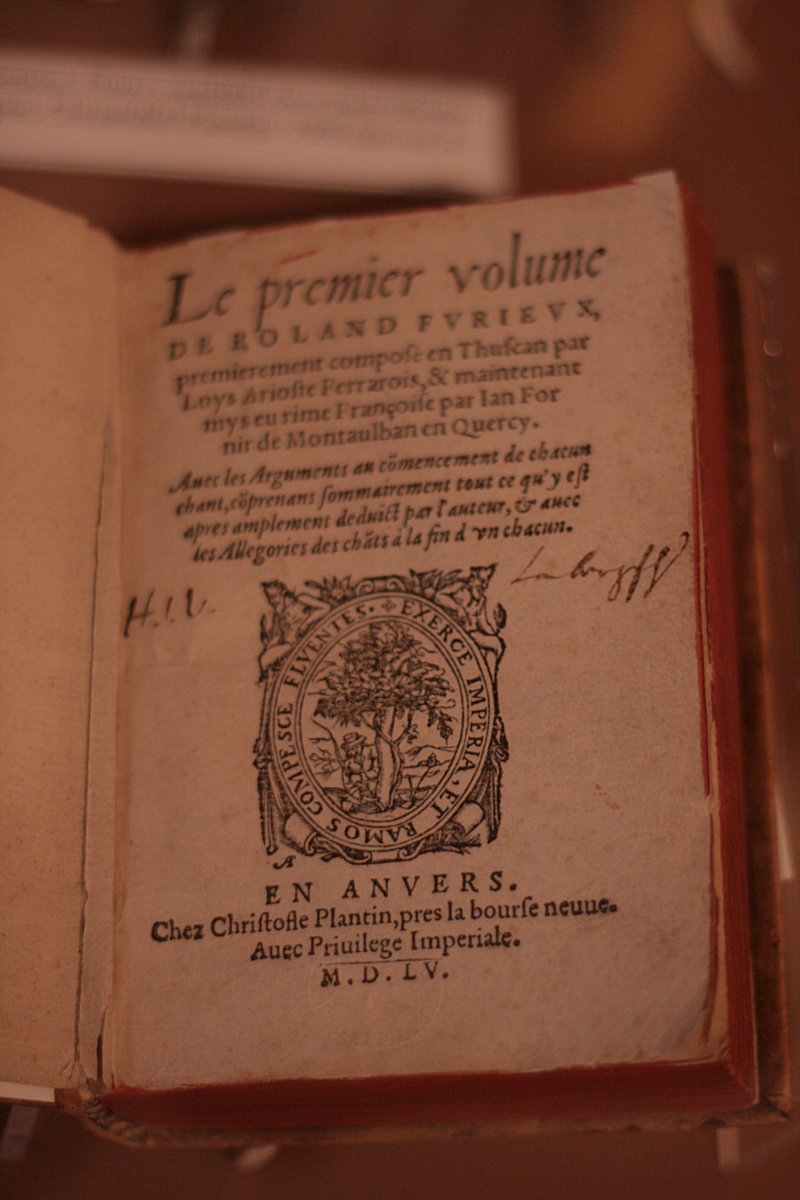 Le premier volume
DE ROLAND FVRIEVX,
premierement composé en Thuſcan par
Loys Arioſte Ferrarois, & maintenant
mys eu rime Françoiſe par Ian For
nir de Montaulban en Quercy.
Auec les Arguments au cōmencement de chacun
chant, cōprenans ſommairement tout ce qu'y eſt
apres amplement deduict par l'auteur, & auec
les Allegories des chāts a la fin d'vn chacun.
H.I.V.
EXERCE IMPERIA. ET RAMOS COMPESCE FLVENTES.
A
EN ANVERS.
Chez Chriſtofle Plantin, pres la bourſe neuue.
Auec Priuilege Imperiale.
M. D. LV.